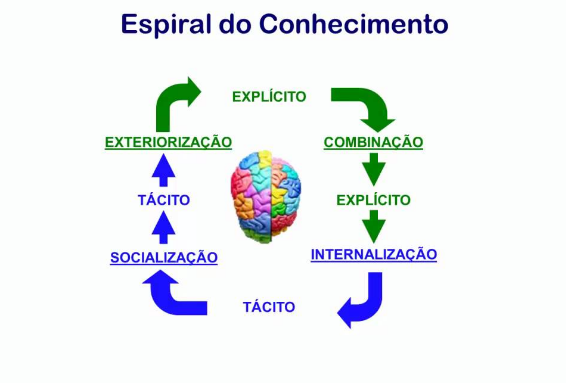 Espiral do Conhecimento
EXPLÍCITO
EXTERIORIZAÇÃO
COMBINAÇÃO
TÁCITO
EXPLÍCITO
SOCIALIZAÇÃO
INTERNALIZAÇÃO
TÁCITO